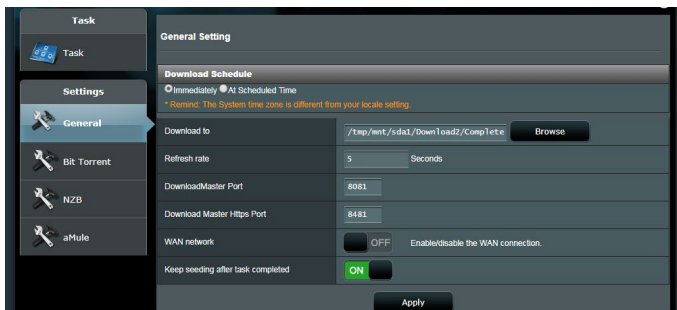 Task
Task
Settings
General
Bit Torrent
NZB
aMule
General Setting
Download Schedule
Immediately At Scheduled Time
* Remind: The System time zone is different from your locale setting.
Download to /tmp/mnt/sda1/Download2/Complete Browse
Refresh rate 5 Seconds
DownloadMaster Port 8081
Download Master Https Port 8481
WAN network OFF Enable/disable the WAN connection.
Keep seeding after task completed ON
Apply